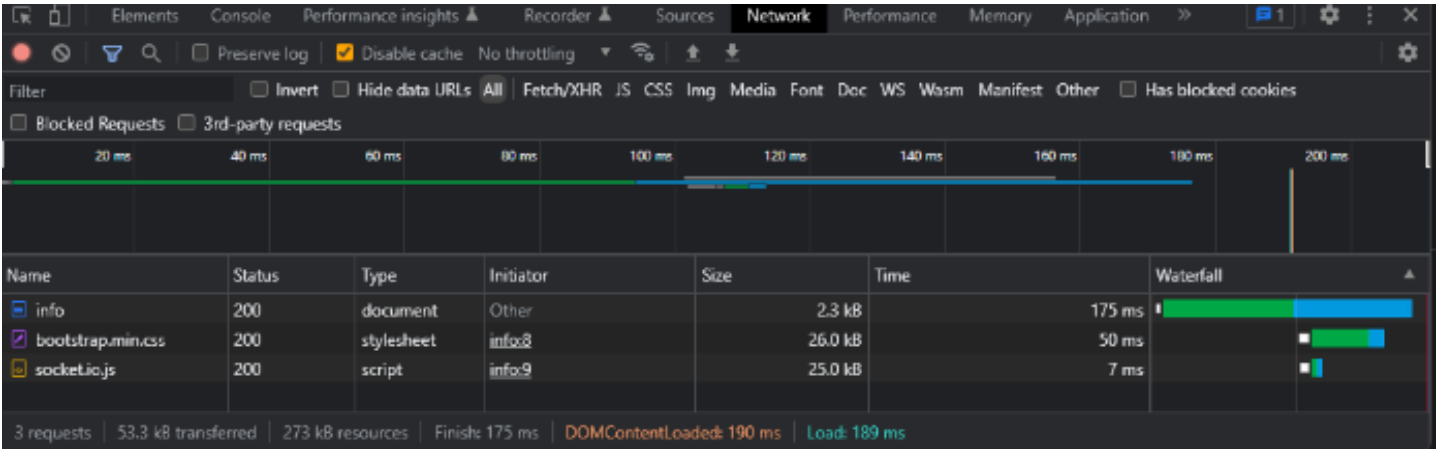 Elements Console Performance insights Recorder Sources Network Performance Memory Application » 1
Preserve log Disable cache No throttling
Filter Invert Hide data URLs All Fetch/XHR JS CSS Img Media Font Doc WS Wasm Manifest Other Has blocked cookies
Blocked Requests 3rd-party requests
20 ms 40 ms 60 ms 80 ms 100 ms 120 ms 140 ms 160 ms 180 ms 200 ms
Name Status Type Initiator Size Time Waterfall
info 200 document Other 2.3 kB 175 ms
bootstrap.min.css 200 stylesheet info:8 26.0 kB 50 ms
socket.io.js 200 script info:9 25.0 kB 7 ms
3 requests 53.3 kB transferred 273 kB resources Finish: 175 ms DOMContentLoaded: 190 ms Load: 189 ms